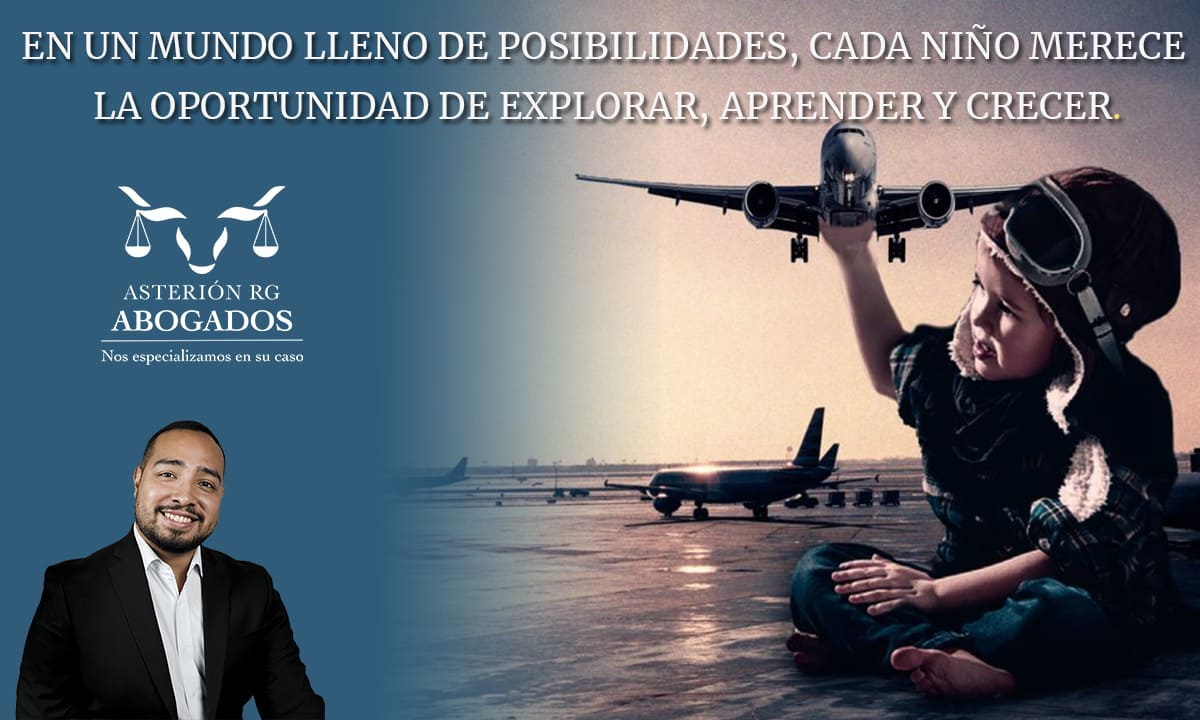 EN UN MUNDO LLENO DE POSIBILIDADES, CADA NIÑO MERECE
LA OPORTUNIDAD DE EXPLORAR, APRENDER Y CRECER.
ASTERIÓN RG
ABOGADOS
Nos especializamos en su caso